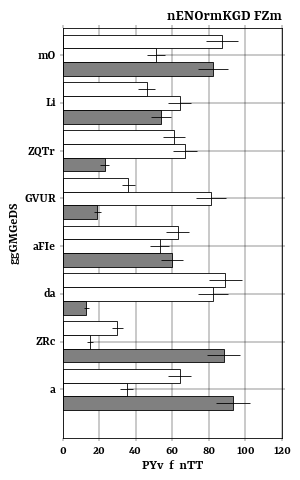 nENOrmKGD FZm
mO
Li
ZQTr
GVUR
aFIe
da
ZRc
a
ggGMGeDS
0 20 40 60 80 100 120
PYv f nTT